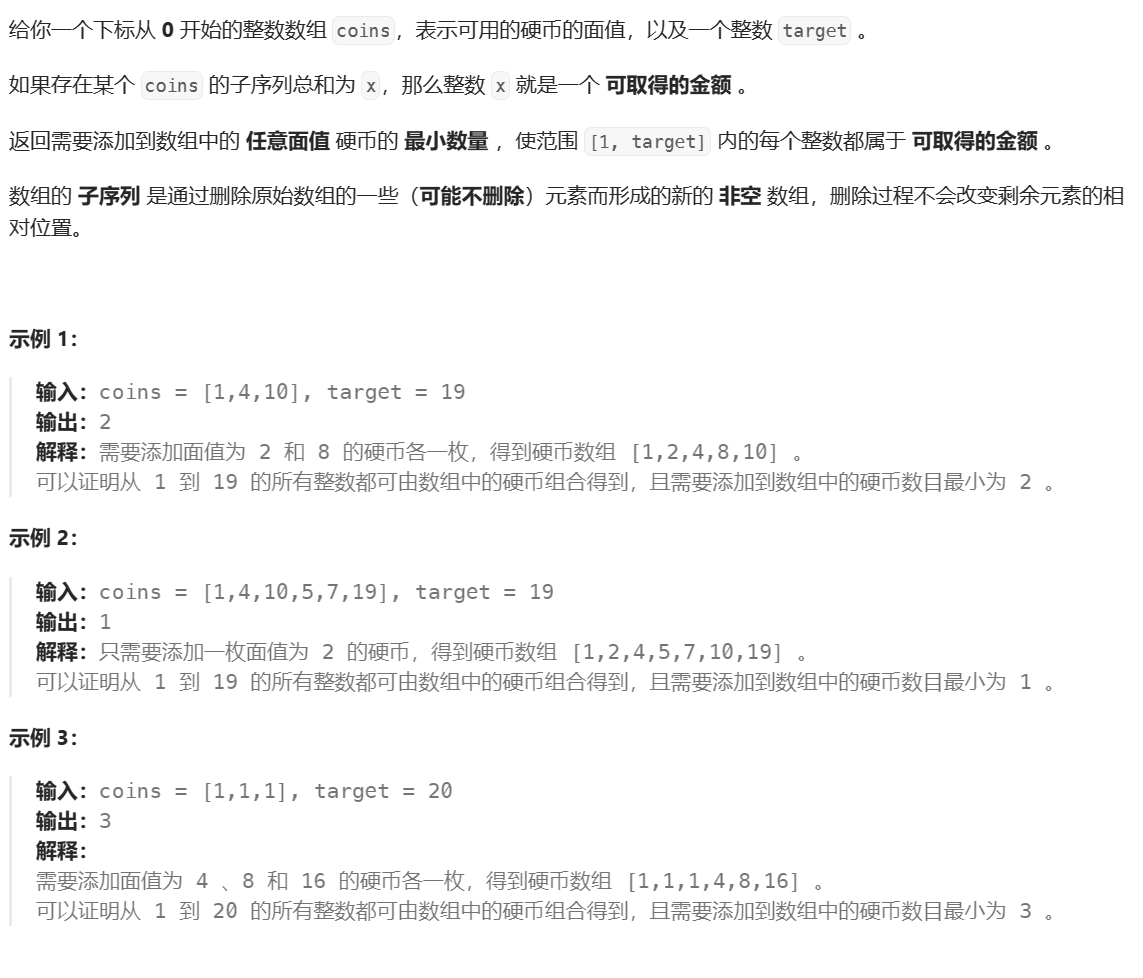 给你一个下标从 0 开始的整数数组 coins，表示可用的硬币的面值，以及一个整数 target 。
如果存在某个 coins 的子序列总和为 x，那么整数 x 就是一个 可取得的金额 。
返回需要添加到数组中的 任意面值 硬币的 最小数量 ，使范围 [1, target] 内的每个整数都属于 可取得的金额 。
数组的 子序列 是通过删除原始数组的一些（可能不删除）元素而形成的新的 非空 数组，删除过程不会改变剩余元素的相
对位置。
示例 1：
输入：coins = [1,4,10], target = 19
输出：2
解释：需要添加面值为 2 和 8 的硬币各一枚，得到硬币数组 [1,2,4,8,10] 。
可以证明从 1 到 19 的所有整数都可由数组中的硬币组合得到，且需要添加到数组中的硬币数目最小为 2 。
示例 2：
输入：coins = [1,4,10,5,7,19], target = 19
输出：1
解释：只需要添加一枚面值为 2 的硬币，得到硬币数组 [1,2,4,5,7,10,19] 。
可以证明从 1 到 19 的所有整数都可由数组中的硬币组合得到，且需要添加到数组中的硬币数目最小为 1 。
示例 3：
输入：coins = [1,1,1], target = 20
输出：3
解释：
需要添加面值为 4 、8 和 16 的硬币各一枚，得到硬币数组 [1,1,1,4,8,16] 。
可以证明从 1 到 20 的所有整数都可由数组中的硬币组合得到，且需要添加到数组中的硬币数目最小为 3 。